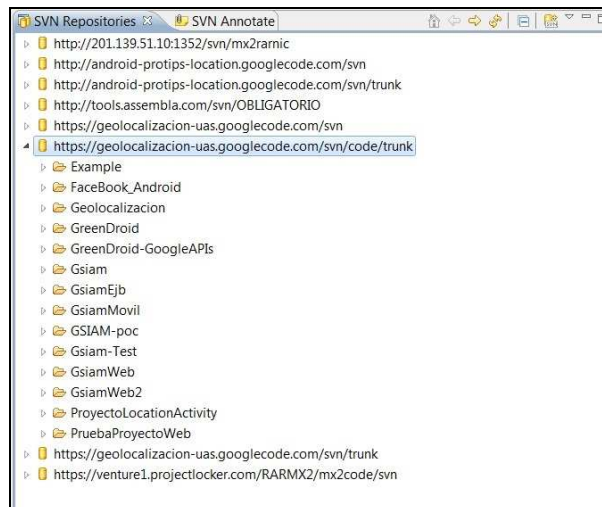 SVN Repositories SVN Annotate
http://201.139.51.10:1352/svn/mx2rarnic
http://android-protips-location.googlecode.com/svn
http://android-protips-location.googlecode.com/svn/trunk
http://tools.assembla.com/svn/OBLIGATORIO
https://geolocalizacion-uas.googlecode.com/svn
https://geolocalizacion-uas.googlecode.com/svn/code/trunk
Example
FaceBook_Android
Geolocalizacion
GreenDroid
GreenDroid-GoogleAPIs
Gsiam
GsiamEjb
GsiamMovil
GSIAM-poc
Gsiam-Test
GsiamWeb
GsiamWeb2
ProyectoLocationActivity
PruebaProyectoWeb
https://geolocalizacion-uas.googlecode.com/svn/trunk
https://venture1.projectlocker.com/RARMX2/mx2code/svn